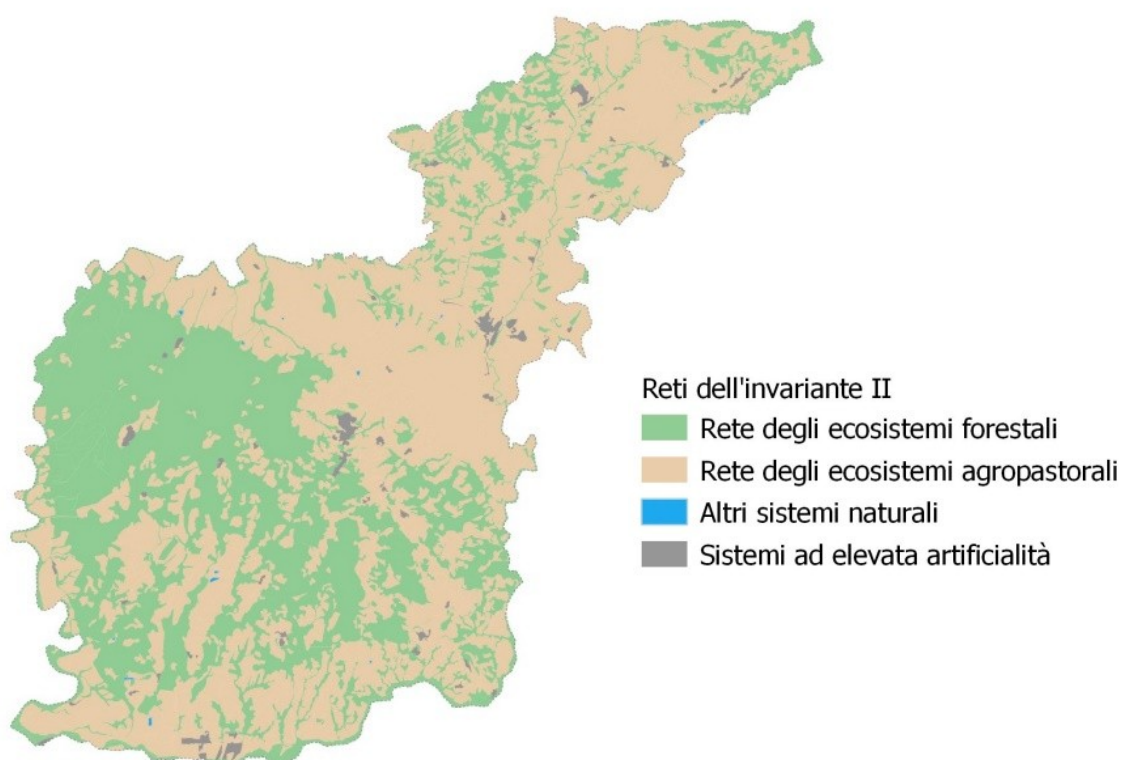 Reti dell'invariante II
Rete degli ecosistemi forestali
Rete degli ecosistemi agropastorali
Altri sistemi naturali
Sistemi ad elevata artificialità